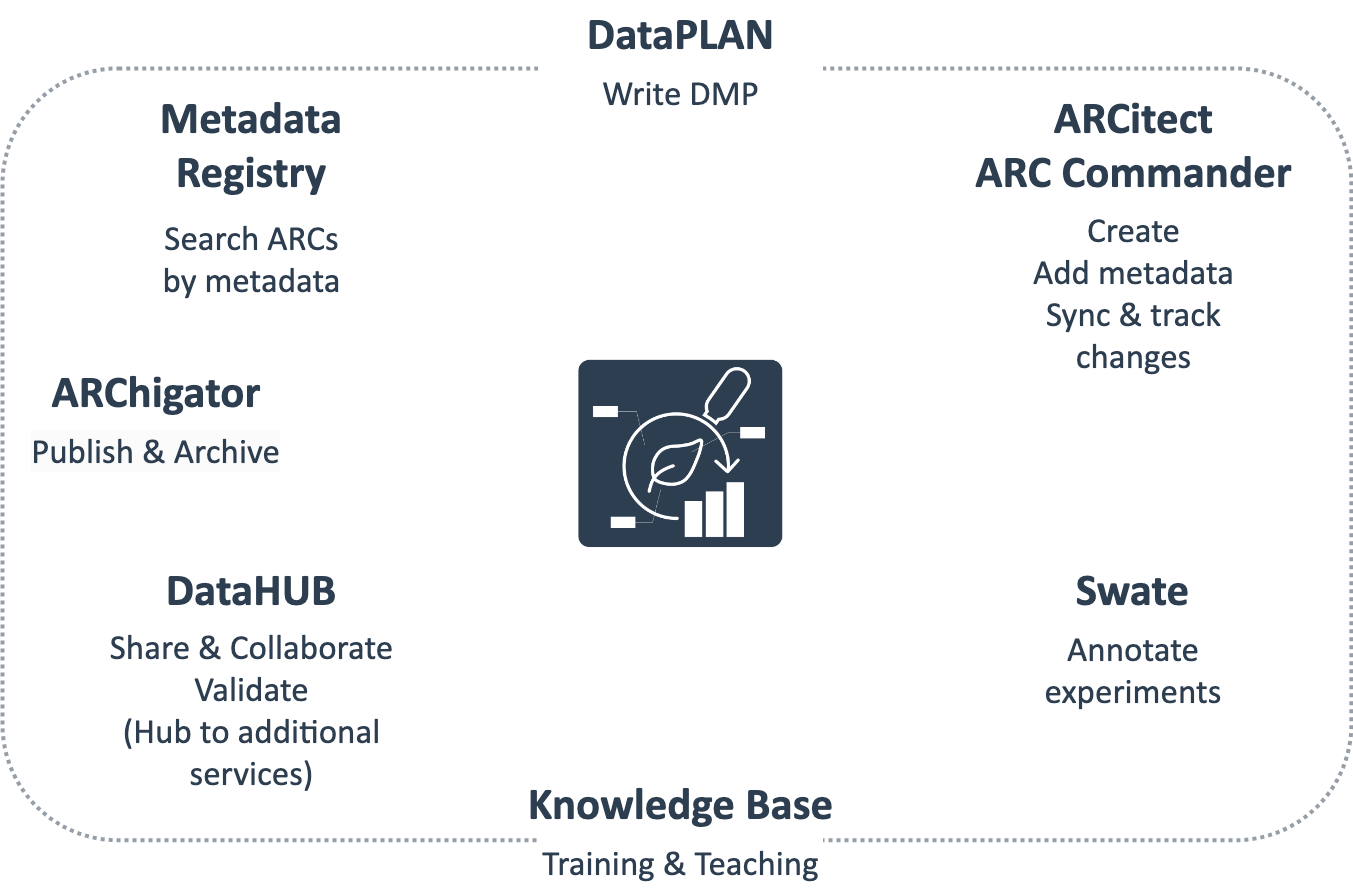 DataPLAN
Write DMP
Metadata
Registry
Search ARCs
by metadata
ARCitect
ARC Commander
Create
Add metadata
Sync & track
changes
ARChigator
Publish & Archive
DataHUB
Share & Collaborate
Validate
(Hub to additional
services)
Swate
Annotate
experiments
Knowledge Base
Training & Teaching